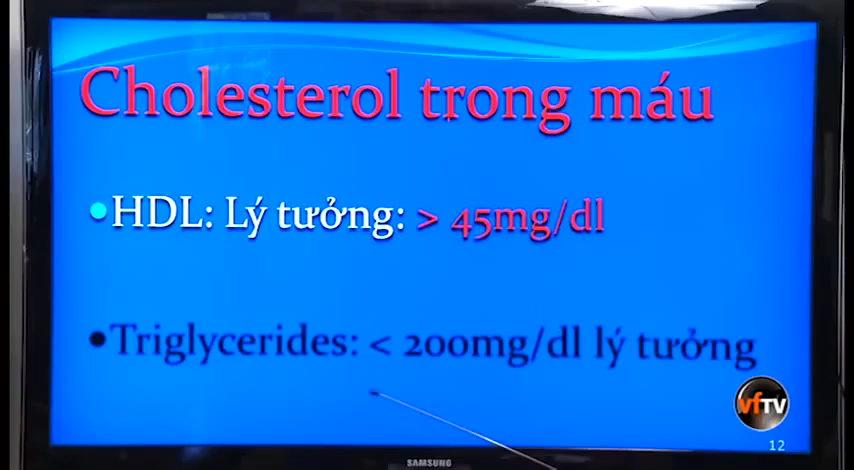 Cholesterol trong máu
•HDL: Lý tưởng: > 45mg/dl
•Triglycerides: < 200mg/dl lý tưởng
vfTV
12
SAMSUNG